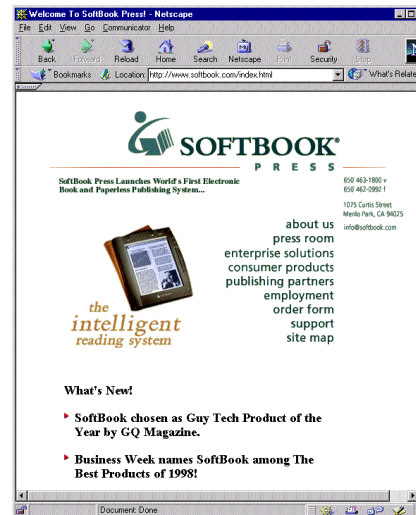 Welcome To SoftBook Press! - Netscape
File Edit View Go Communicator Help
Back Forward Reload Home Search Netscape Print Security Stop
Bookmarks Location: http://www.softbook.com/index.html What's Relate
SOFTBOOK®
PRESS
SoftBook Press Launches World's First Electronic
Book and Paperless Publishing System...
650 463-1800 v
650 462-0992 f
1075 Curtis Street
Menlo Park, CA 94025
info@softbook.com
about us
press room
enterprise solutions
consumer products
publishing partners
employment
order form
support
site map
the
intelligent
reading system
What's New!
SoftBook chosen as Guy Tech Product of the
Year by GQ Magazine.
Business Week names SoftBook among The
Best Products of 1998!
Document: Done